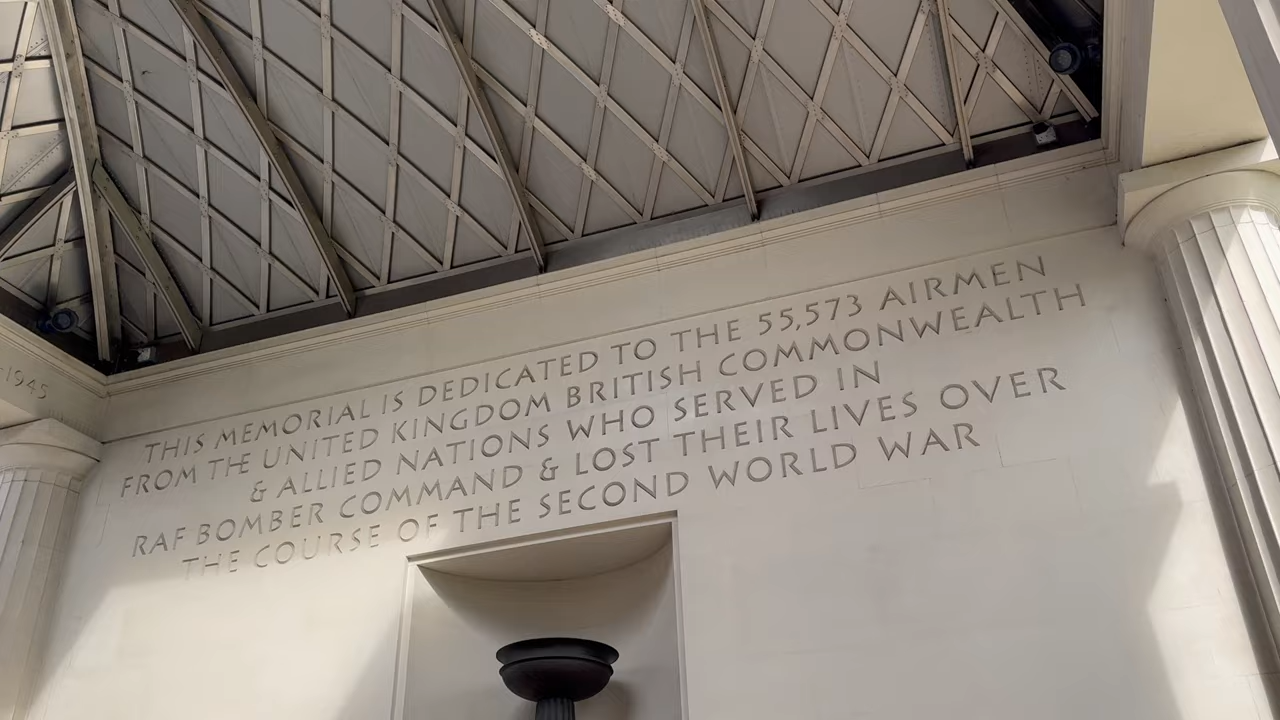 THIS MEMORIAL IS DEDICATED TO THE 55,573 AIRMEN
FROM THE UNITED KINGDOM BRITISH COMMONWEALTH
& ALLIED NATIONS WHO SERVED IN
RAF BOMBER COMMAND & LOST THEIR LIVES OVER
THE COURSE OF THE SECOND WORLD WAR
-1945